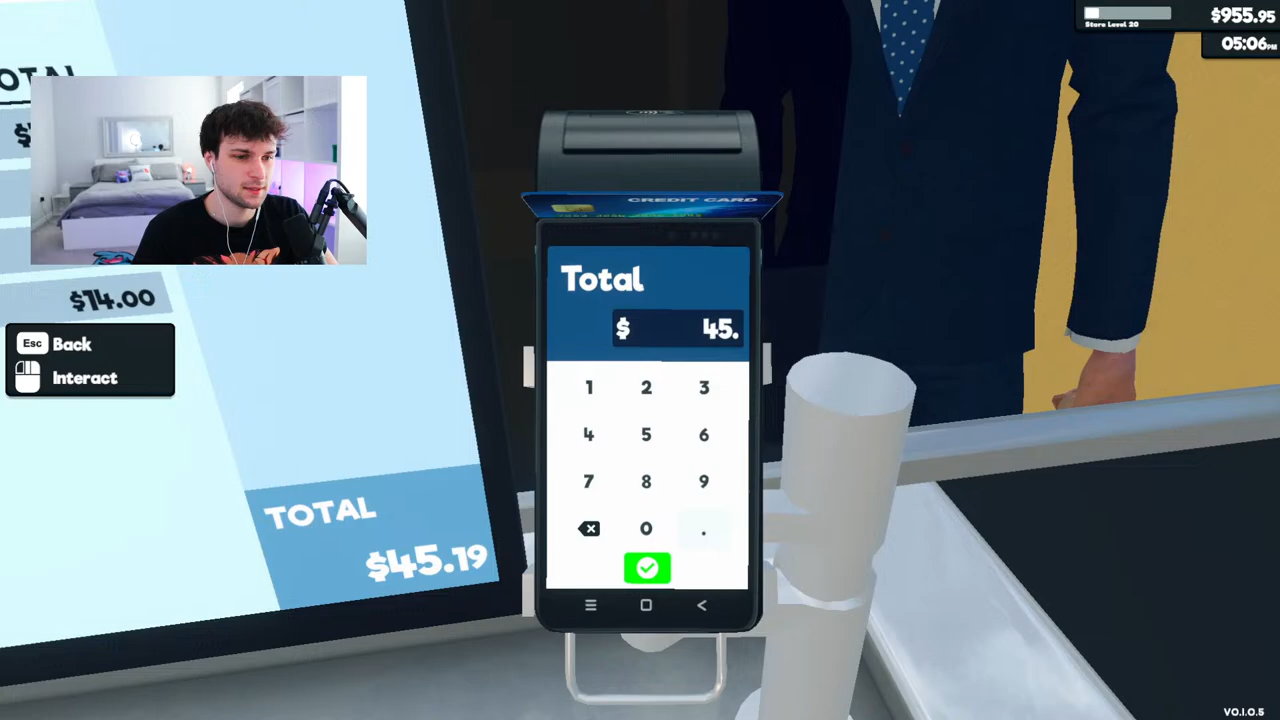 $955.95
Store Level 20
05:06PM
CREDIT CARD
Total
$ 45.
$14.00
Esc Back
Interact
1 2 3
4 5 6
7 8 9
0 .
TOTAL
$45.19
V0.1.0.5